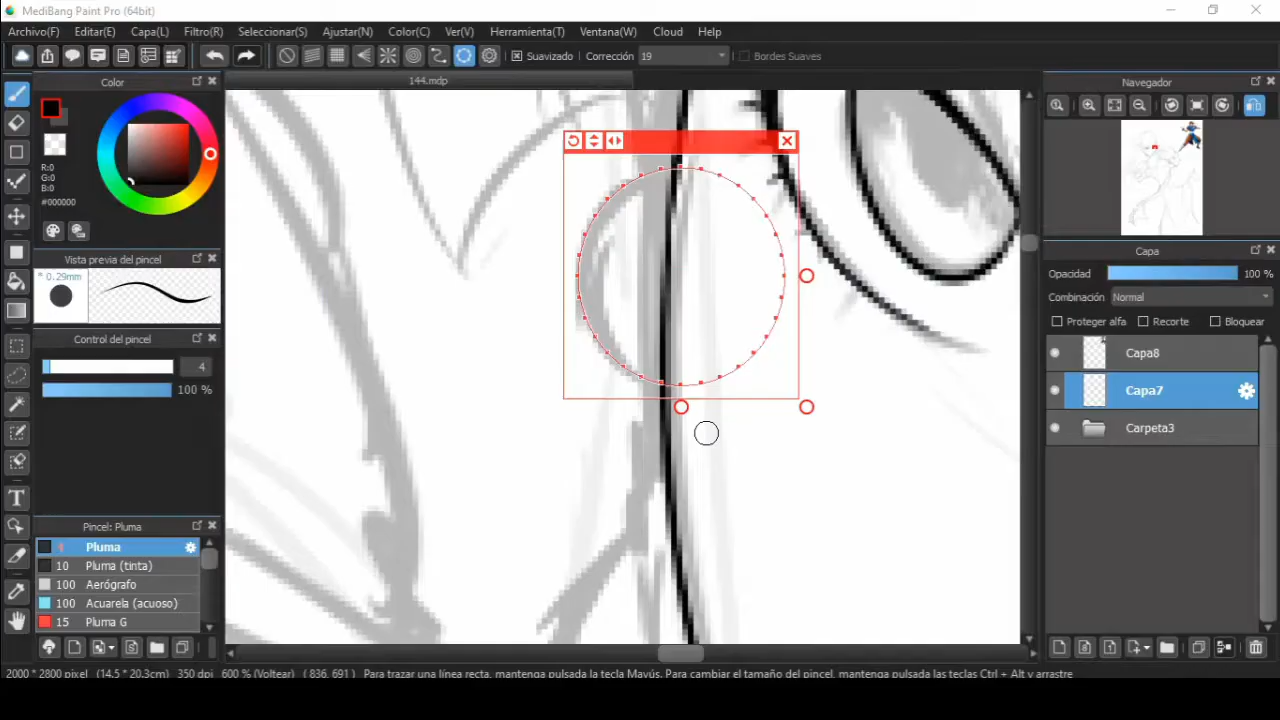 MediBang Paint Pro (64bit)
Archivo(F) Editar(E) Capa(L) Filtro(R) Seleccionar(S) Ajustar(N) Color(C) Ver(V) Herramienta(T) Ventana(W) Cloud Help
Suavizado Corrección 19 Bordes Suaves
Color 144.mdp Navegador
R:0
G:0
B:0
#000000
Vista previa del pincel
* 0.29mm
Control del pincel
4
100 %
Capa
Opacidad 100 %
Combinación Normal
Proteger alfa Recorte Bloquear
Capa8
Capa7
Carpeta3
Pincel: Pluma
Pluma
10 Pluma (tinta)
100 Aerógrafo
100 Acuarela (acuoso)
15 Pluma G
2000 * 2800 pixel (14.5 * 20.3cm) 350 dpi 600 % (Voltear) ( 836, 691 ) Para trazar una línea recta, mantenga pulsada la tecla Mayús. Para cambiar el tamaño del pincel, mantenga pulsada las teclas Ctrl + Alt y arrastre